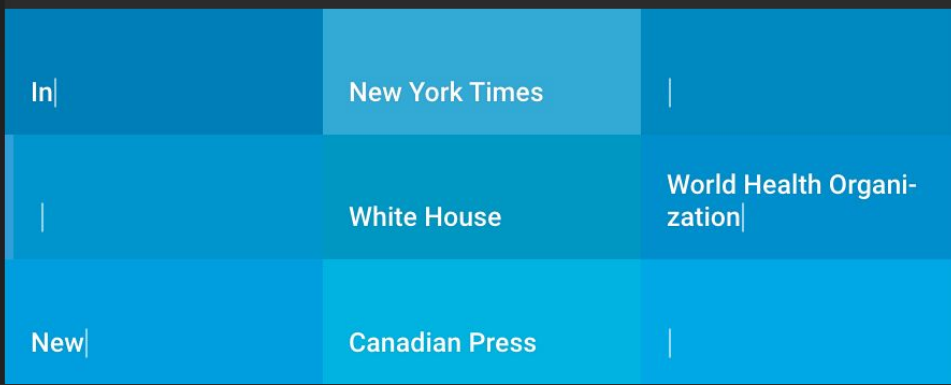 In
New York Times
White House
World Health Organi-
zation
New
Canadian Press